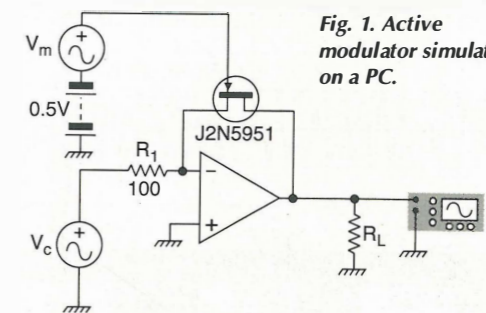 Fig. 1. Active
modulator simulat
on a PC.
Vm
0.5V
J2N5951
R1
100
−
+
Vc
RL